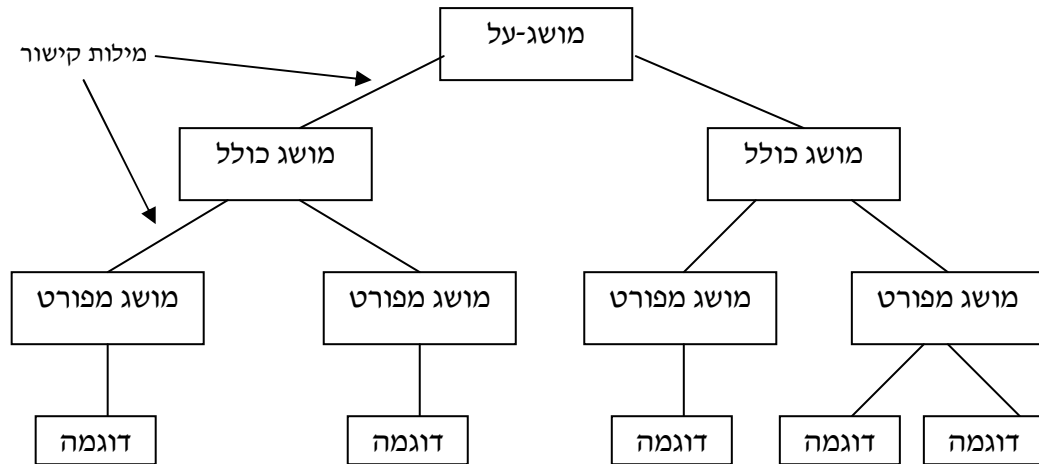 מושג-על
מילות קישור
מושג כולל
מושג כולל
מושג מפורט
מושג מפורט
מושג מפורט
מושג מפורט
דוגמה
דוגמה
דוגמה
דוגמה
דוגמה